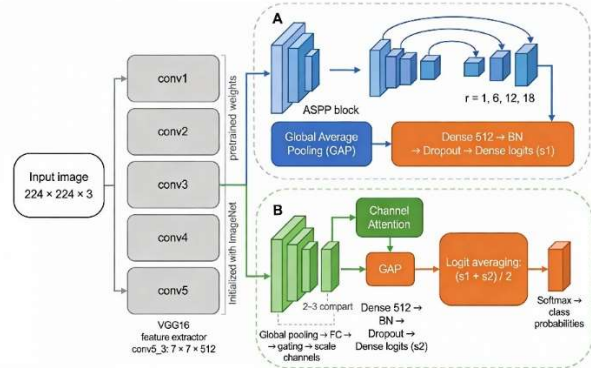 Input image
224 × 224 × 3
conv1
conv2
conv3
conv4
conv5
VGG16
feature extractor
conv5_3: 7 × 7 × 512
pretrained weights
Initialized with ImageNet
A
ASPP block
r = 1, 6, 12, 18
Global Average
Pooling (GAP)
Dense 512 → BN
→ Dropout → Dense logits (s1)
B
Channel
Attention
2–3 compart
GAP
Global pooling → FC →
→ gating → scale
channels
Dense 512 →
BN →
Dropout →
Dense logits (s2)
Logit averaging:
(s1 + s2) / 2
Softmax →
class
probabilities